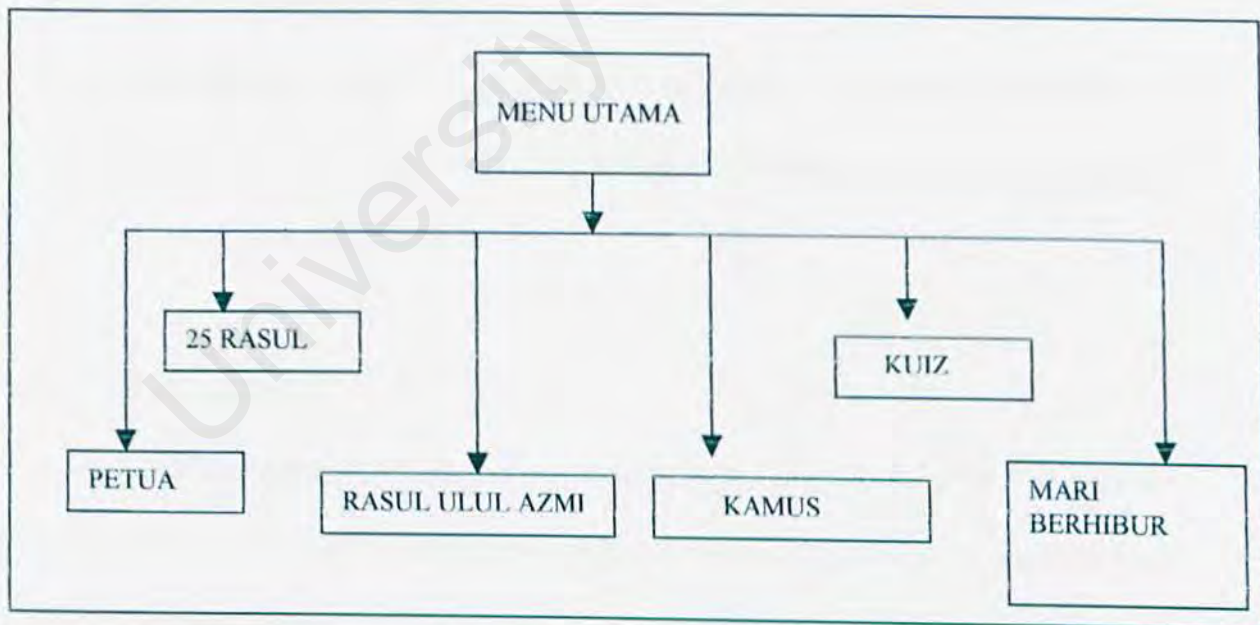 MENU UTAMA
25 RASUL
KUIZ
PETUA
RASUL ULUL AZMI
KAMUS
MARI
BERHIBUR
University